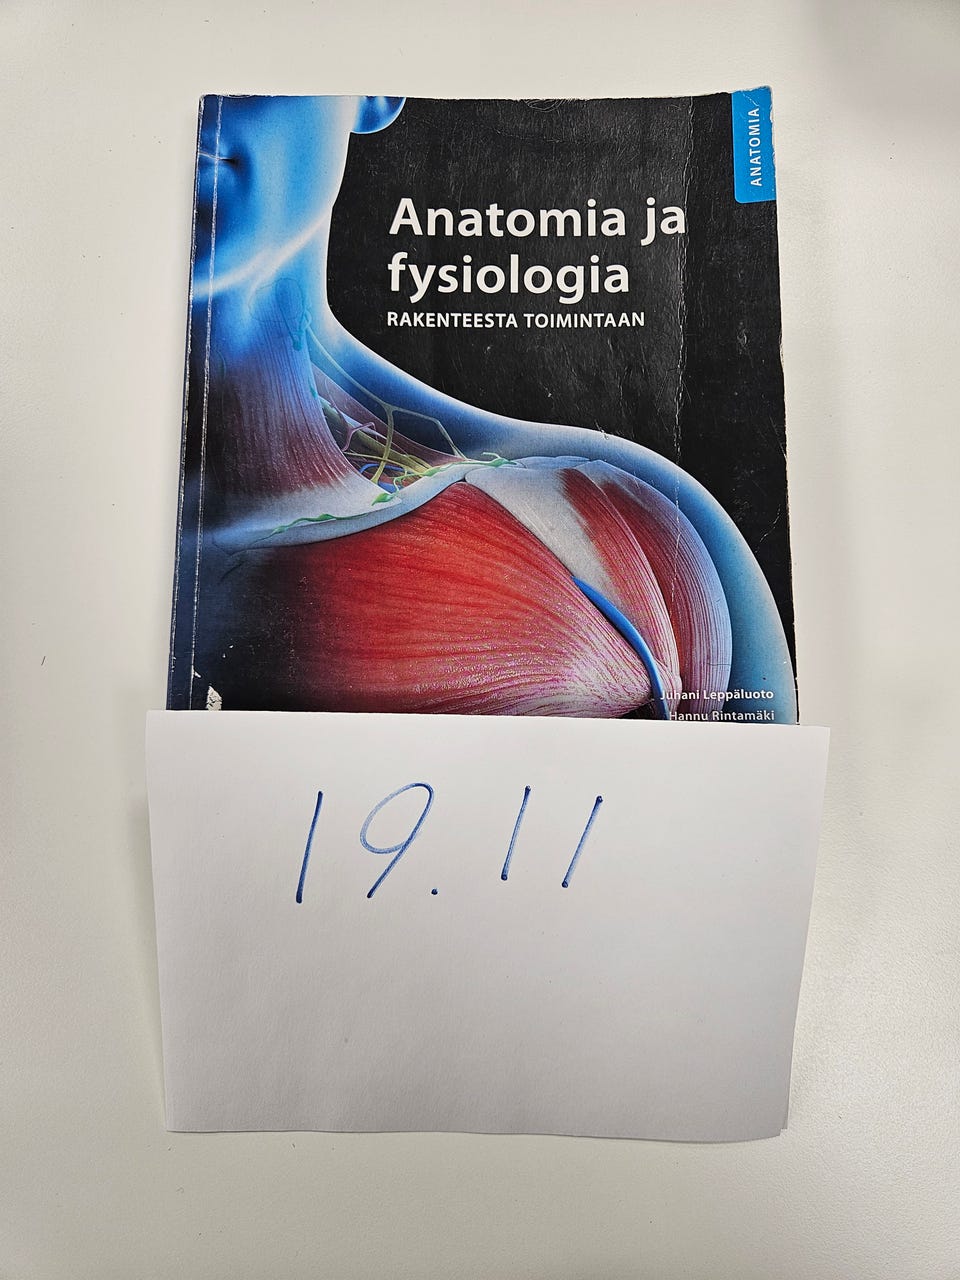 ANATOMIA
Anatomia ja
fysiologia
RAKENTEESTA TOIMINTAAN
Juhani Leppäluoto
Hannu Rintamäki
19.11